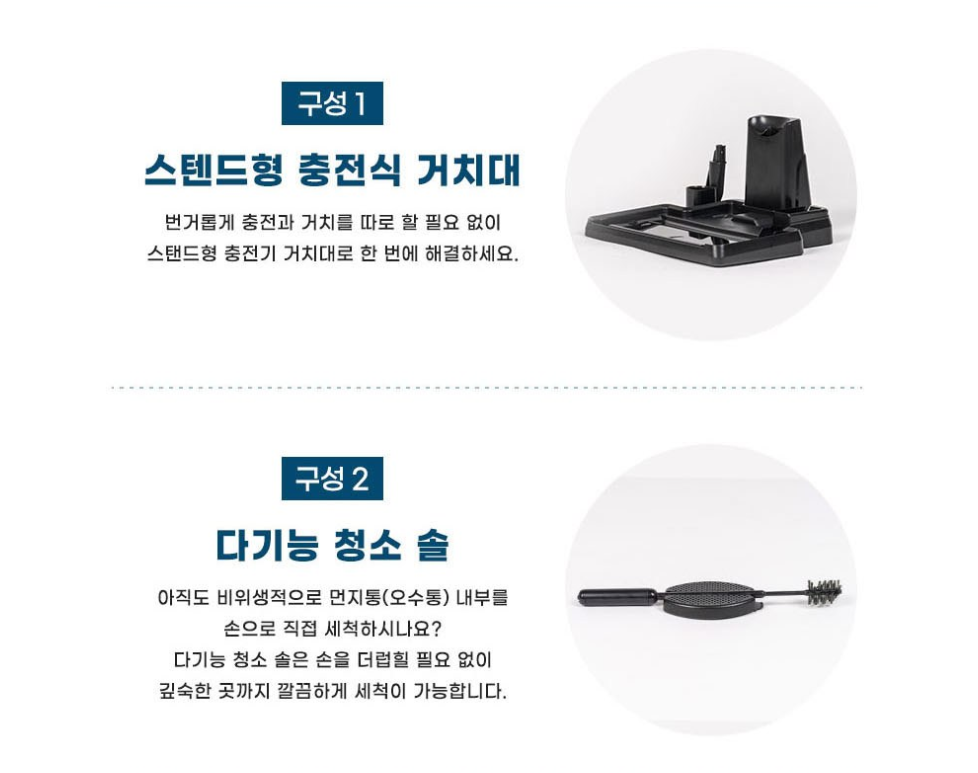 구성 1
스텐드형 충전식 거치대
번거롭게 충전과 거치를 따로 할 필요 없이
스탠드형 충전기 거치대로 한 번에 해결하세요.
구성 2
다기능 청소 솔
아직도 비위생적으로 먼지통(오수통) 내부를
손으로 직접 세척하시나요?
다기능 청소 솔은 손을 더럽힐 필요 없이
깊숙한 곳까지 깔끔하게 세척이 가능합니다.